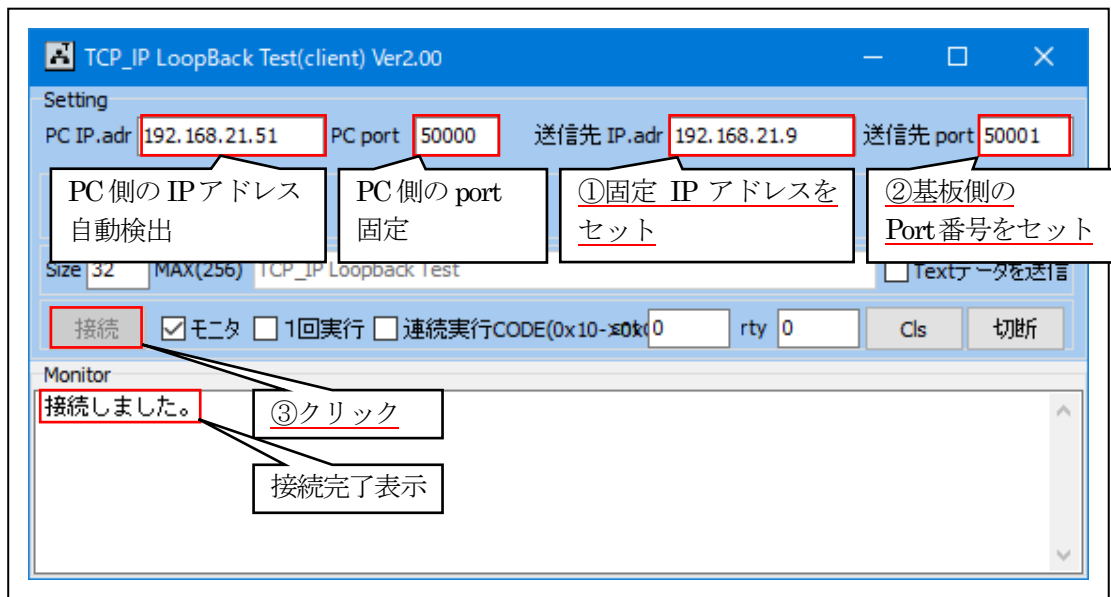 TCP_IP LoopBack Test(client) Ver2.00
Setting
PC IP.adr 192.168.21.51 PC port 50000 送信先 IP.adr 192.168.21.9 送信先 port 50001
PC側のIPアドレス
自動検出
PC側の port
固定
①固定 IP アドレスを
セット
②基板側の
Port番号をセット
Size 32 MAX(256) TCP_IP Loopback Test Textデータを送信
接続 モニタ 1回実行 連続実行CODE(0x10- 0 rty 0 Cls 切断
Monitor
接続しました。
③クリック
接続完了表示